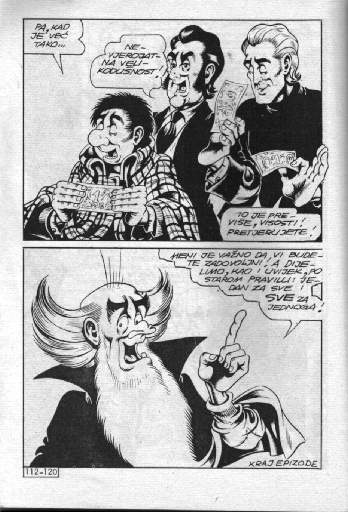 PA, KAD
JE VEĆ
TAKO...
NE-
VJEROJAT-
NA VELI-
KODUŠNOST!
TO JE PRE-
VIŠE, VISOSTI!
PRETJERUJETE!
MENI JE VAŽNO DA VI BUDE-
TE ZADOVOLJNI! A DIJE-
LIMO, KAO I UVIJEK, PO
STAROM PRAVILU: JE-
DAN ZA SVE I
SVE ZA
JEDNOGA!
KRAJ EPIZODE
112-120